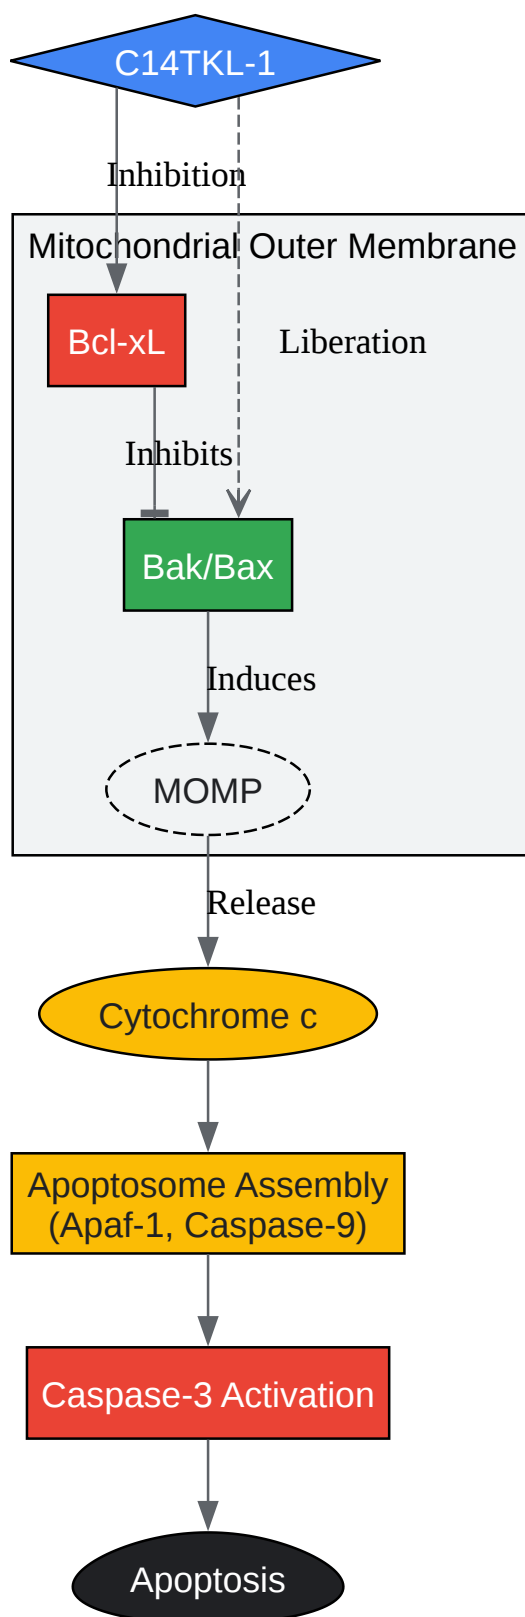 C14TKL-1
Inhibition
Mitochondrial Outer Membrane
Bcl-xL
Liberation
Inhibits
Bak/Bax
Induces
MOMP
Release
Cytochrome c
Apoptosome Assembly
(Apaf-1, Caspase-9)
Caspase-3 Activation
Apoptosis